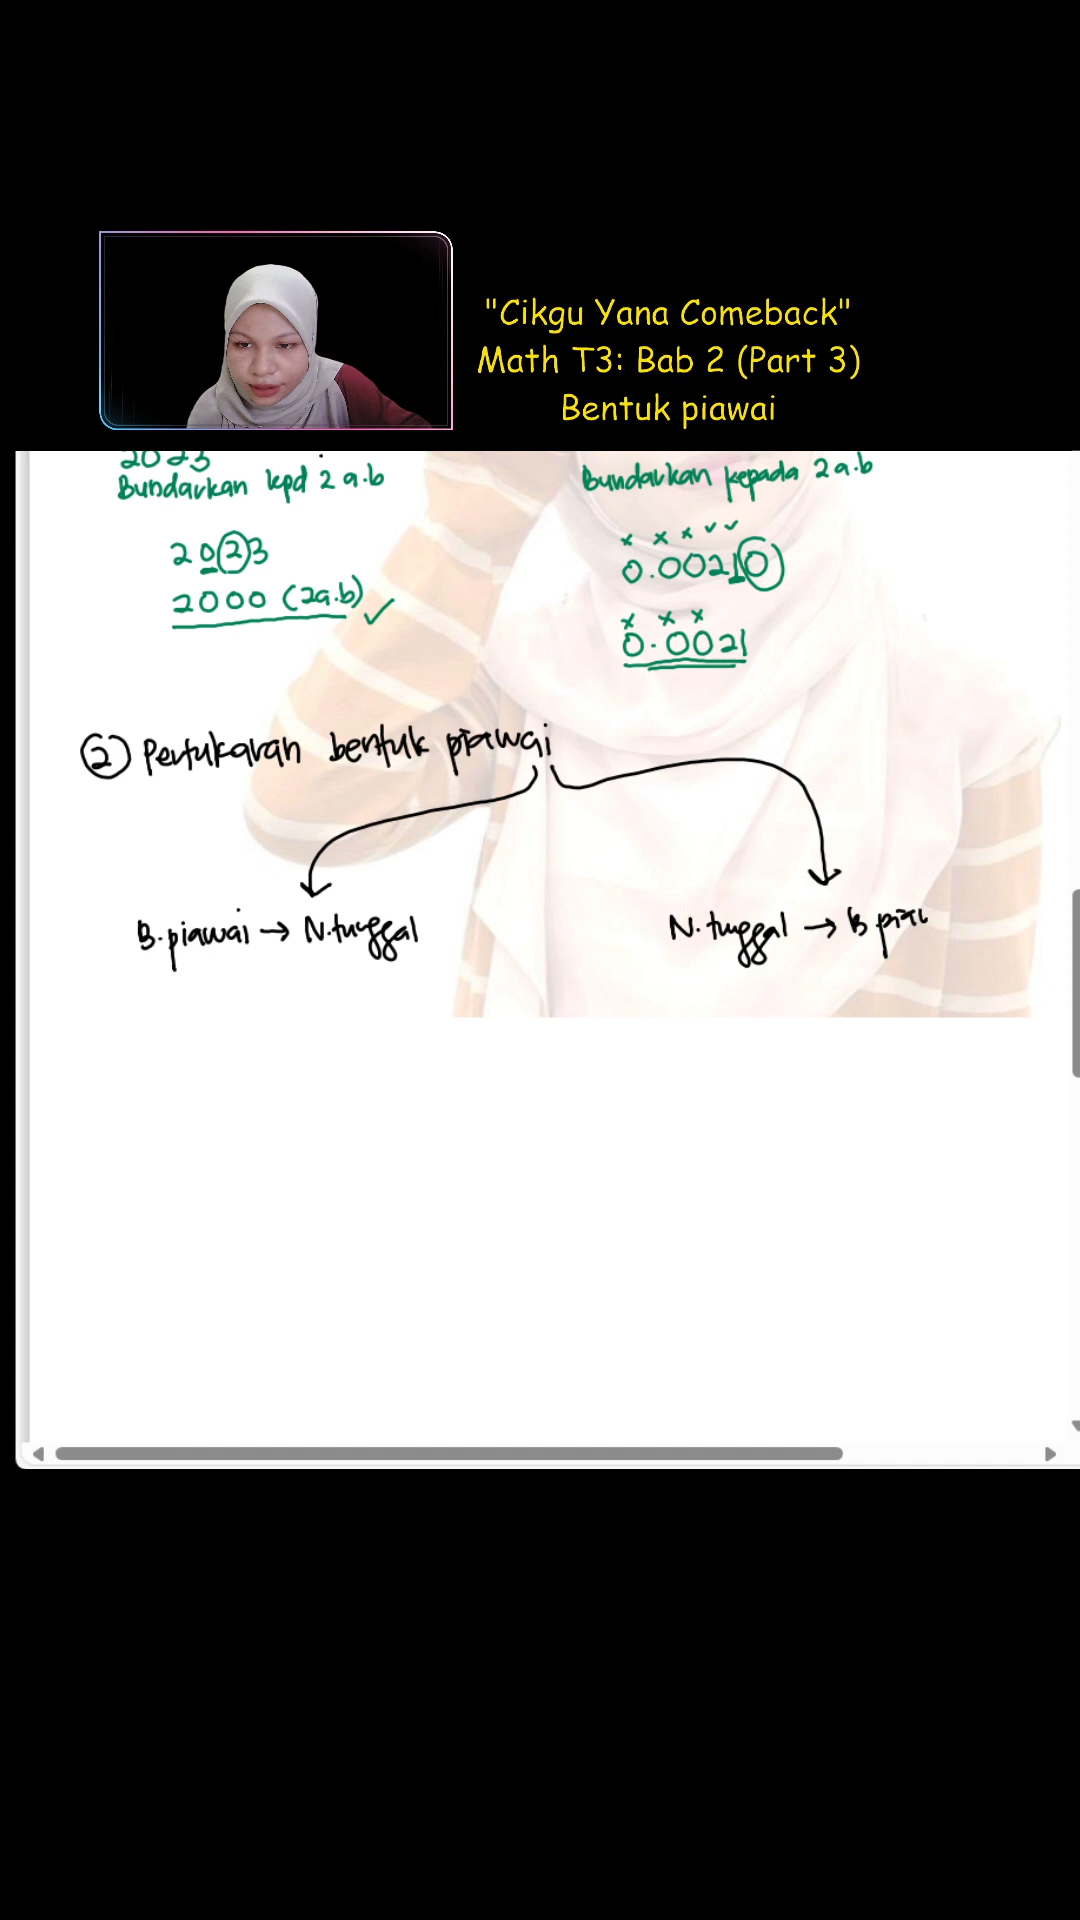 "Cikgu Yana Comeback"
Math T3: Bab 2 (Part 3)
Bentuk piawai
2023
Bundarkan kpd 2 a.b
Bundarkan kepada 2 a.b
2023
2000 (2a.b) ✓
x x x ✓ ✓
0.00210
x x x
0.0021
② Pertukaran bentuk piawai
B.piawai → N.tunggal
N.tunggal → B